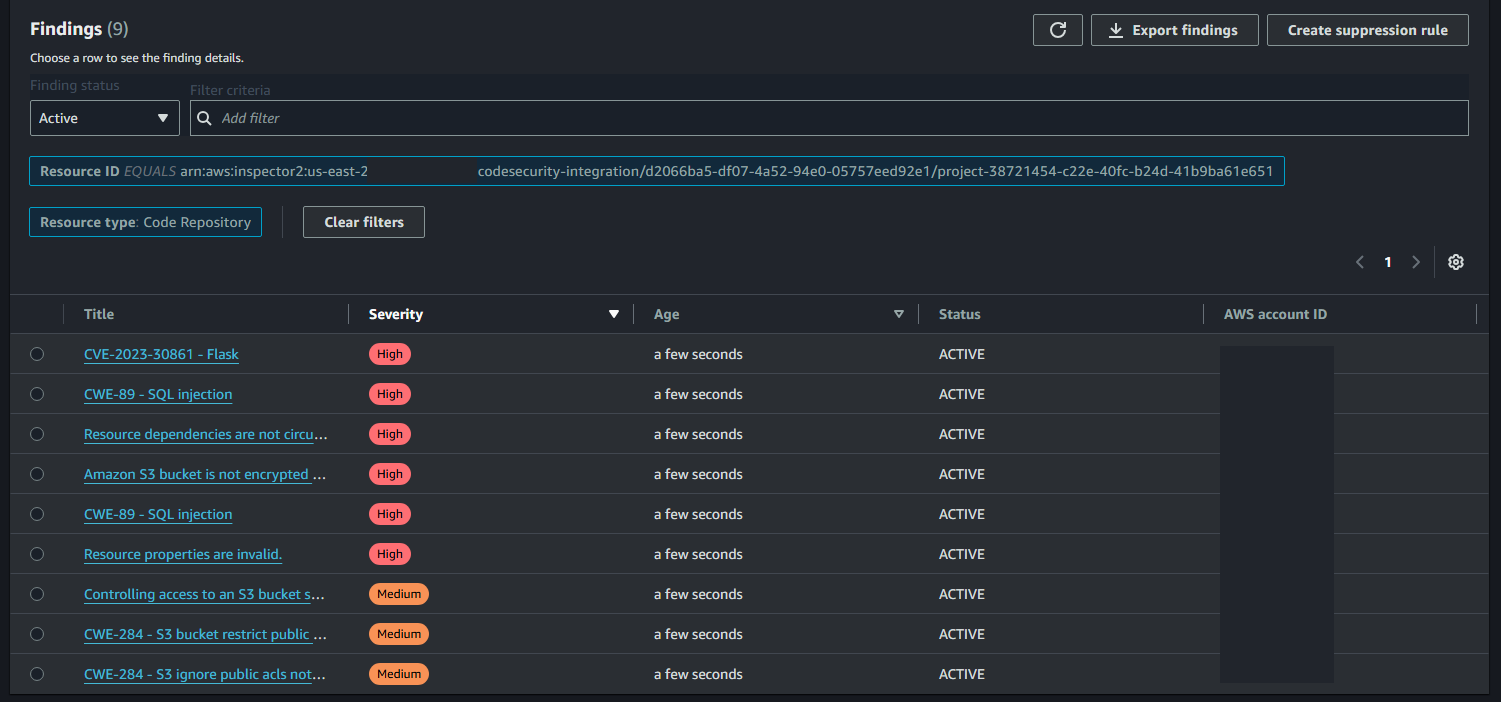 Findings (9)
Export findings
Create suppression rule
Choose a row to see the finding details.
Finding status
Filter criteria
Active
Add filter
Resource ID EQUALS arn:aws:inspector2:us-east-2 codesecurity-integration/d2066ba5-df07-4a52-94e0-05757eed92e1/project-38721454-c22e-40fc-b24d-41b9ba61e651
Resource type: Code Repository
Clear filters
1
Title Severity Age Status AWS account ID
CVE-2023-30861 - Flask High a few seconds ACTIVE
CWE-89 - SQL injection High a few seconds ACTIVE
Resource dependencies are not circu... High a few seconds ACTIVE
Amazon S3 bucket is not encrypted ... High a few seconds ACTIVE
CWE-89 - SQL injection High a few seconds ACTIVE
Resource properties are invalid. High a few seconds ACTIVE
Controlling access to an S3 bucket s... Medium a few seconds ACTIVE
CWE-284 - S3 bucket restrict public ... Medium a few seconds ACTIVE
CWE-284 - S3 ignore public acls not... Medium a few seconds ACTIVE